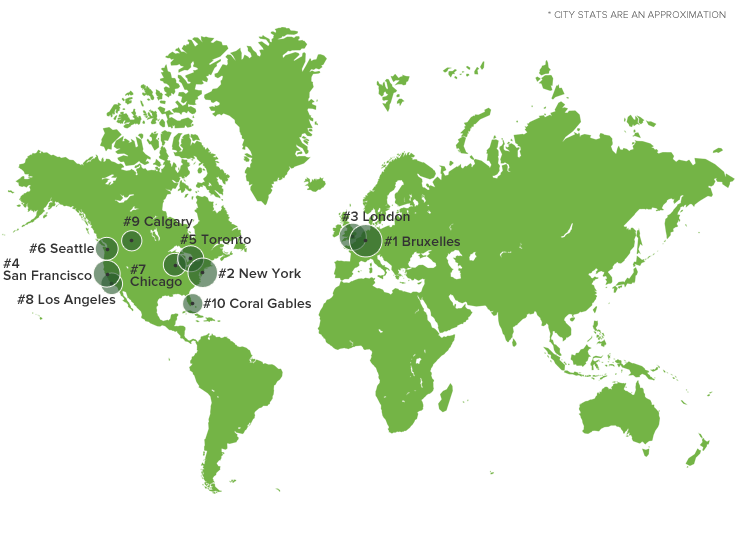 * CITY STATS ARE AN APPROXIMATION
#3 London
#9 Calgary
#5 Toronto
#1 Bruxelles
#6 Seattle
#4
San Francisco
#7
Chicago
#2 New York
#8 Los Angeles
#10 Coral Gables